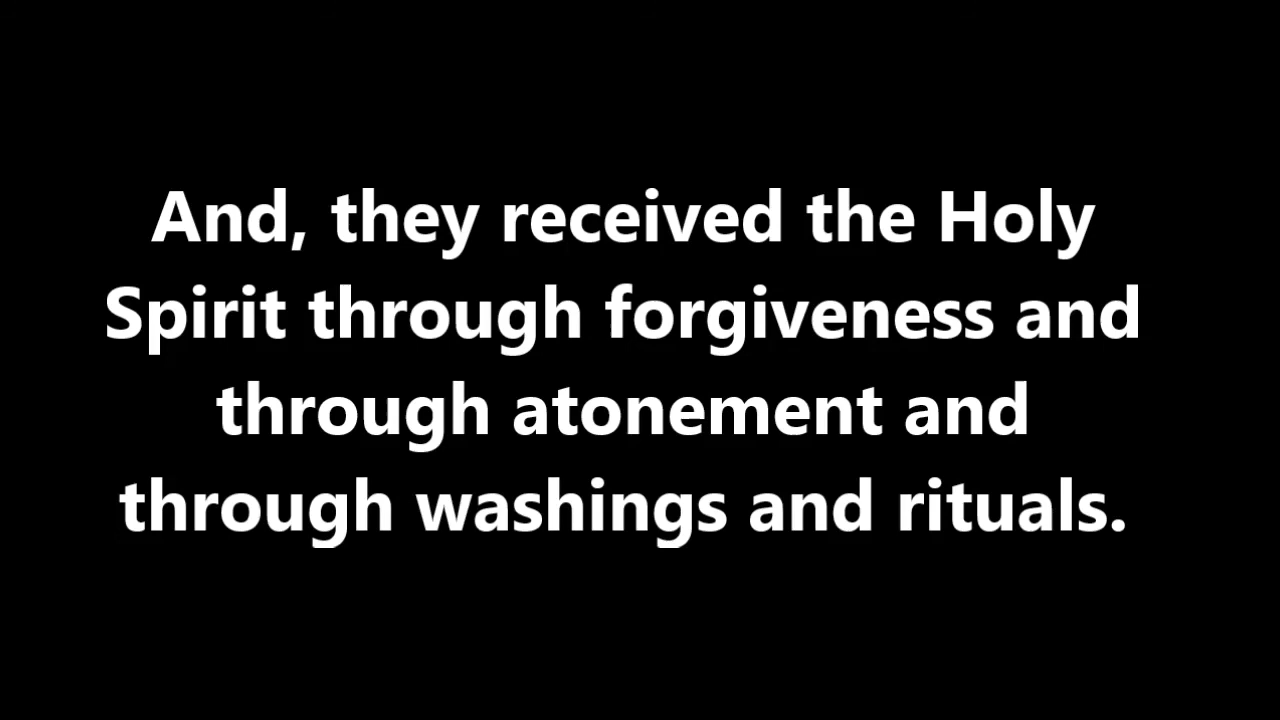 And, they received the Holy
Spirit through forgiveness and
through atonement and
through washings and rituals.